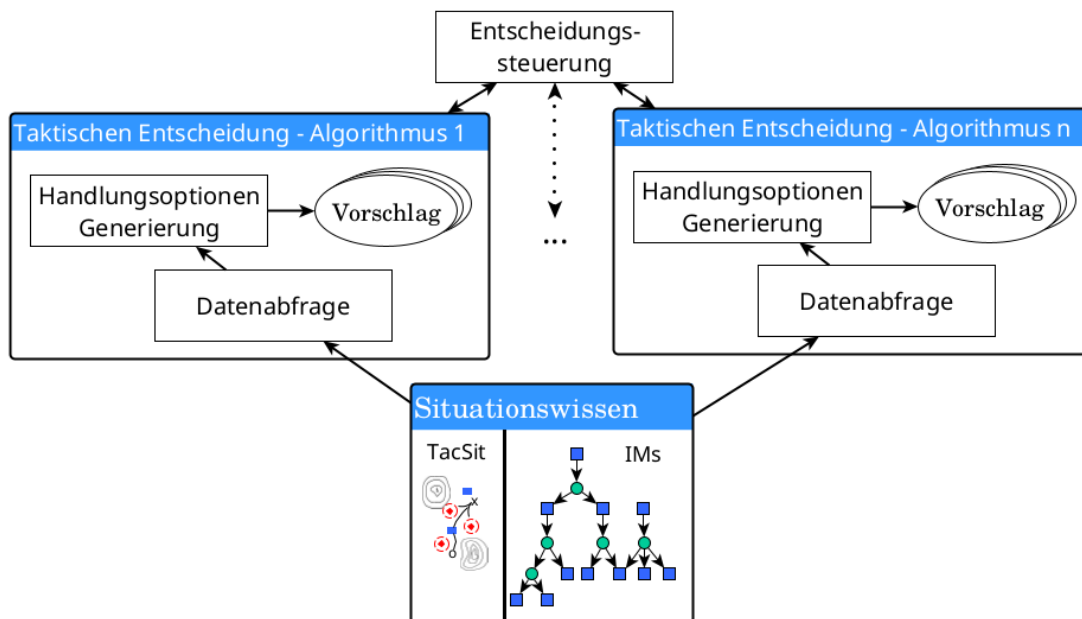 Entscheidungs-
steuerung
Taktischen Entscheidung - Algorithmus 1
Handlungsoptionen
Generierung
Vorschlag
Datenabfrage
...
Taktischen Entscheidung - Algorithmus n
Handlungsoptionen
Generierung
Vorschlag
Datenabfrage
Situationswissen
TacSit
x
IMs